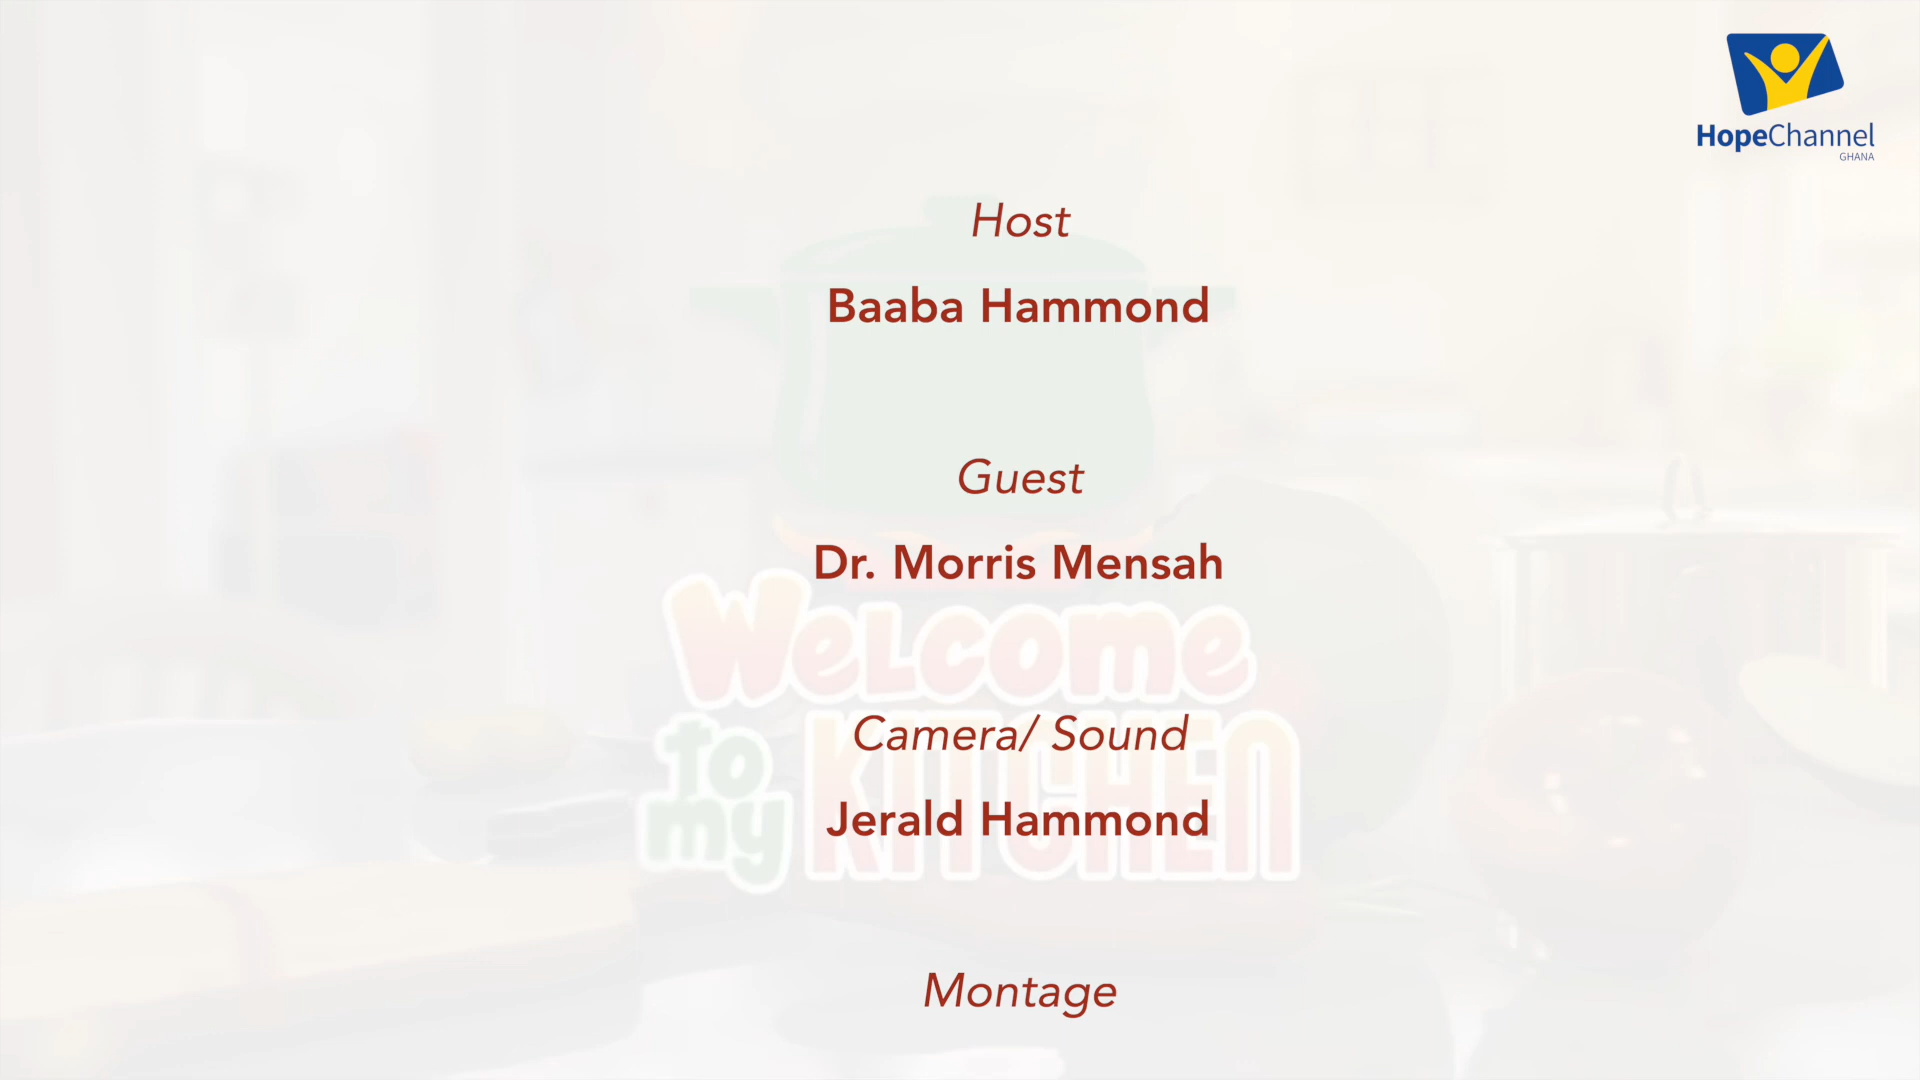 HopeChannel
GHANA
Host
Baaba Hammond
Guest
Dr. Morris Mensah
Welcome
to
my KITCHEN
Camera/ Sound
Jerald Hammond
Montage